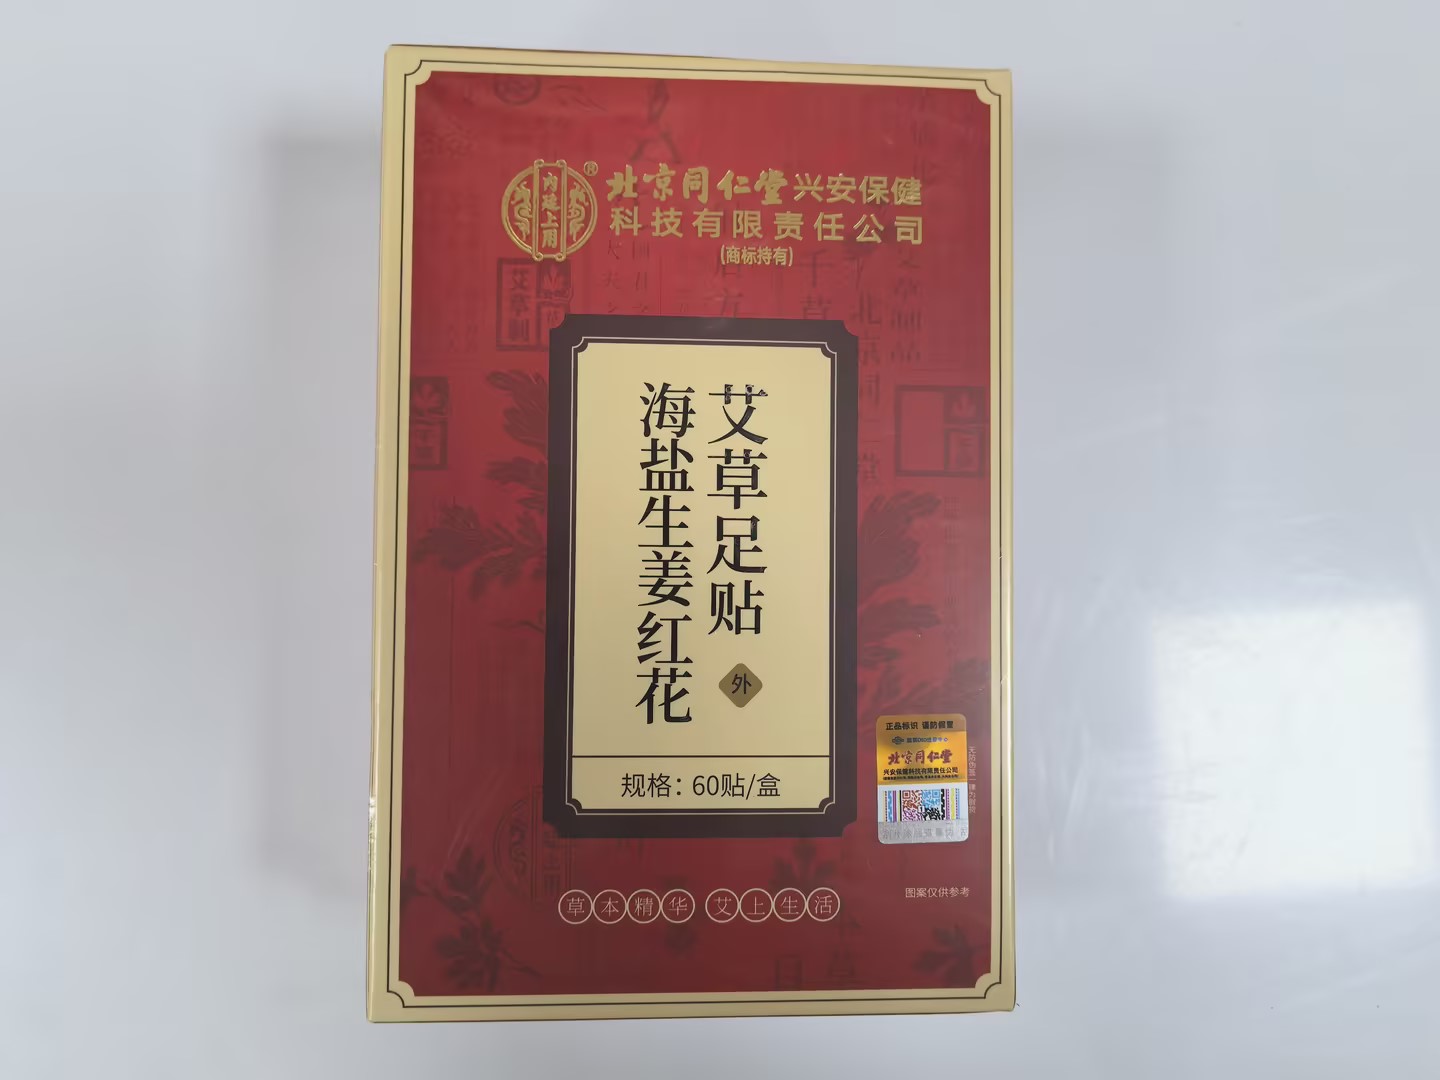 内廷上用
®
北京同仁堂兴安保健
科技有限责任公司
(商标持有)
艾草足贴
外
海盐生姜红花
规格：60贴/盒
正品标识 谨防假冒
北京同仁堂
兴安保健科技有限责任公司
草本精华 艾上生活
图案仅供参考